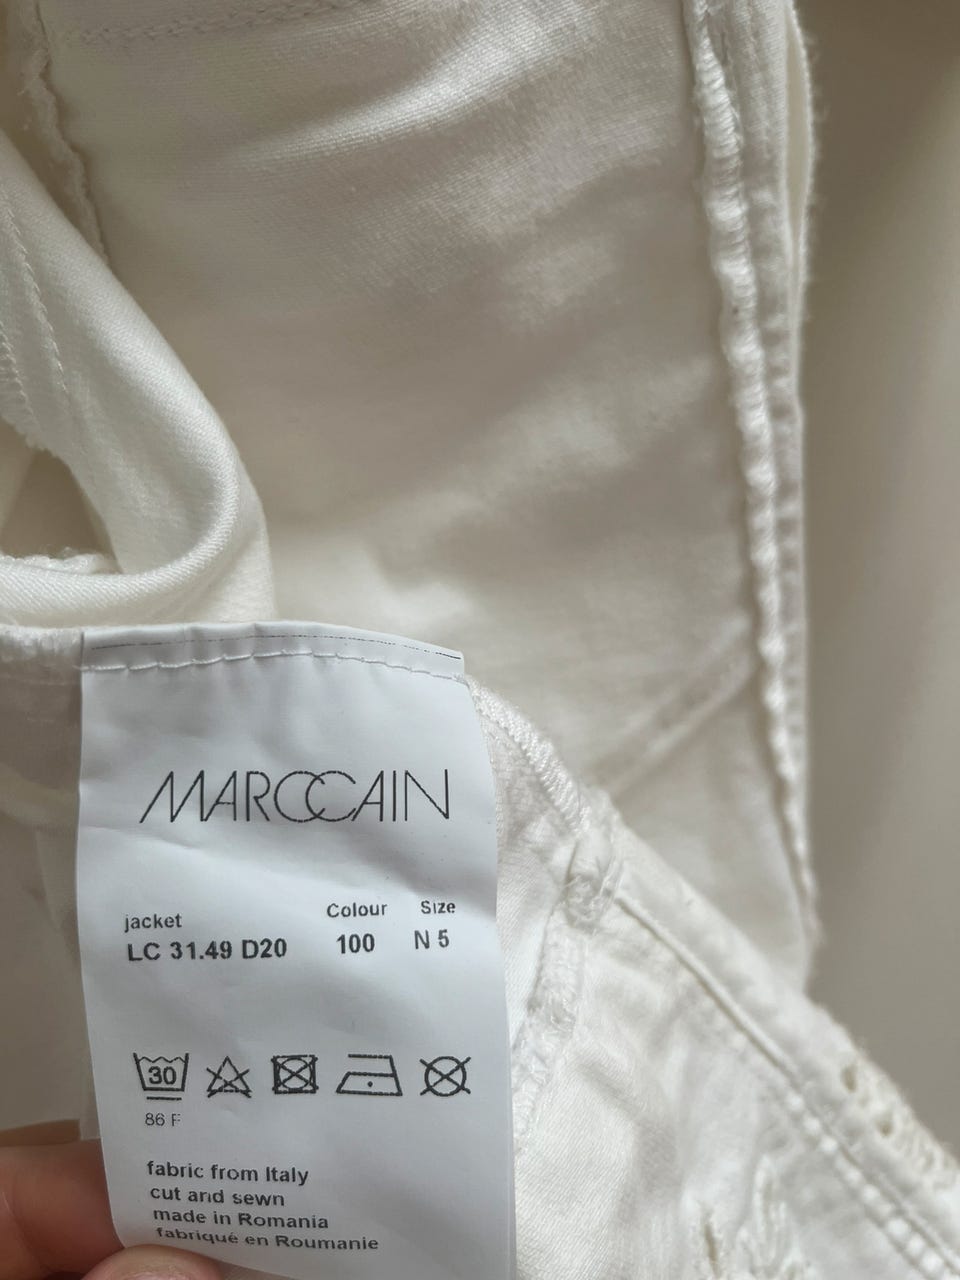 MARCCAIN
jacket Colour Size
LC 31.49 D20 100 N 5
30
86 F
fabric from Italy
cut and sewn
made in Romania
fabriqué en Roumanie